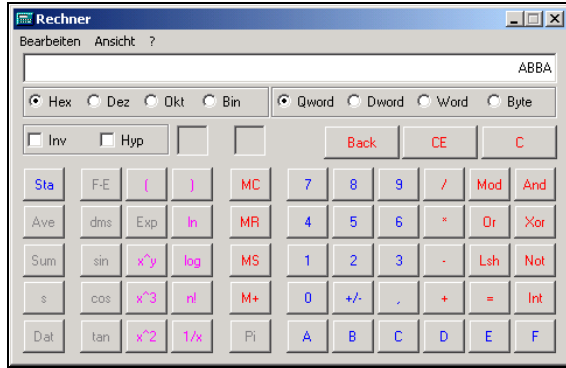 Rechner
Bearbeiten Ansicht ?
ABBA
Hex Dez Okt Bin Qword Dword Word Byte
Inv Hyp Back CE C
Sta F-E ( ) MC 7 8 9 / Mod And
Ave dms Exp ln MR 4 5 6 * Or Xor
Sum sin x^y log MS 1 2 3 - Lsh Not
s cos x^3 n! M+ 0 +/- , + = Int
Dat tan x^2 1/x Pi A B C D E F